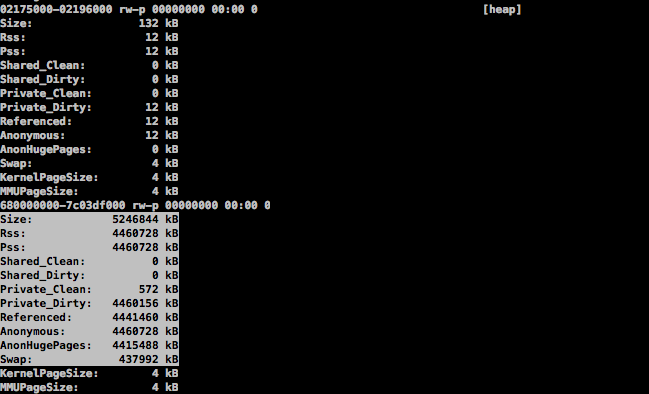 02175000-02196000 rw-p 00000000 00:00 0 [heap]
Size: 132 kB
Rss: 12 kB
Pss: 12 kB
Shared_Clean: 0 kB
Shared_Dirty: 0 kB
Private_Clean: 0 kB
Private_Dirty: 12 kB
Referenced: 12 kB
Anonymous: 12 kB
AnonHugePages: 0 kB
Swap: 4 kB
KernelPageSize: 4 kB
MMUPageSize: 4 kB
680000000-7c03df000 rw-p 00000000 00:00 0
Size: 5246844 kB
Rss: 4460728 kB
Pss: 4460728 kB
Shared_Clean: 0 kB
Shared_Dirty: 0 kB
Private_Clean: 572 kB
Private_Dirty: 4460156 kB
Referenced: 4441460 kB
Anonymous: 4460728 kB
AnonHugePages: 4415488 kB
Swap: 437992 kB
KernelPageSize: 4 kB
MMUPageSize: 4 kB